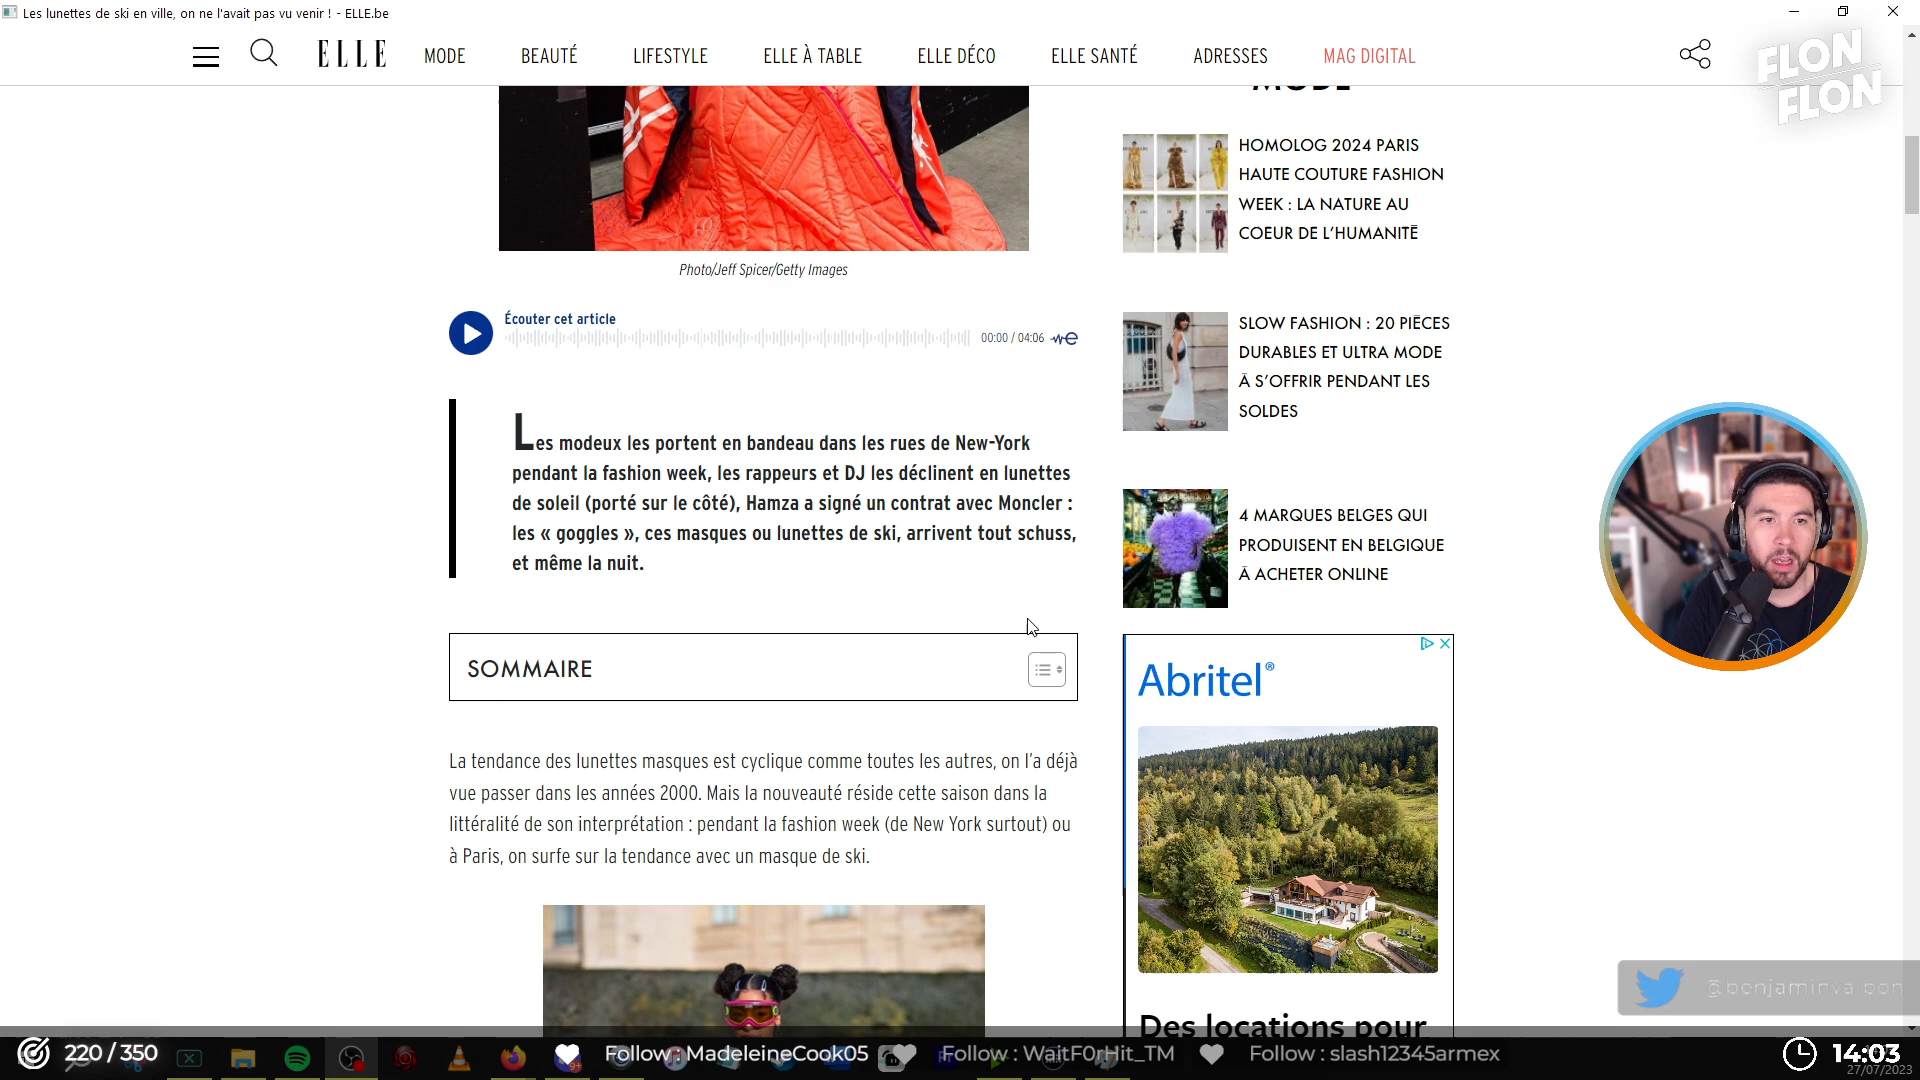 Les lunettes de ski en ville, on ne l'avait pas vu venir ! - ELLE.be
ELLE
MODE
BEAUTÉ
LIFESTYLE
ELLE À TABLE
ELLE DÉCO
ELLE SANTÉ
ADRESSES
MAG DIGITAL
FLON
FLON
MODE
HOMOLOG 2024 PARIS
HAUTE COUTURE FASHION
WEEK : LA NATURE AU
COEUR DE L'HUMANITÉ
Photo/Jeff Spicer/Getty Images
Écouter cet article
00:00 / 04:06
SLOW FASHION : 20 PIÈCES
DURABLES ET ULTRA MODE
À S'OFFRIR PENDANT LES
SOLDES
Les modeux les portent en bandeau dans les rues de New-York
pendant la fashion week, les rappeurs et DJ les déclinent en lunettes
de soleil (porté sur le côté), Hamza a signé un contrat avec Moncler :
les « goggles », ces masques ou lunettes de ski, arrivent tout schuss,
et même la nuit.
4 MARQUES BELGES QUI
PRODUISENT EN BELGIQUE
À ACHETER ONLINE
SOMMAIRE
Abritel®
La tendance des lunettes masques est cyclique comme toutes les autres, on l'a déjà
vue passer dans les années 2000. Mais la nouveauté réside cette saison dans la
littéralité de son interprétation : pendant la fashion week (de New York surtout) ou
à Paris, on surfe sur la tendance avec un masque de ski.
Des locations pour
220 / 350
Follow : MadeleineCook05
Follow : WaitF0rHit_TM
Follow : slash12345armex
14:03
27/07/2023